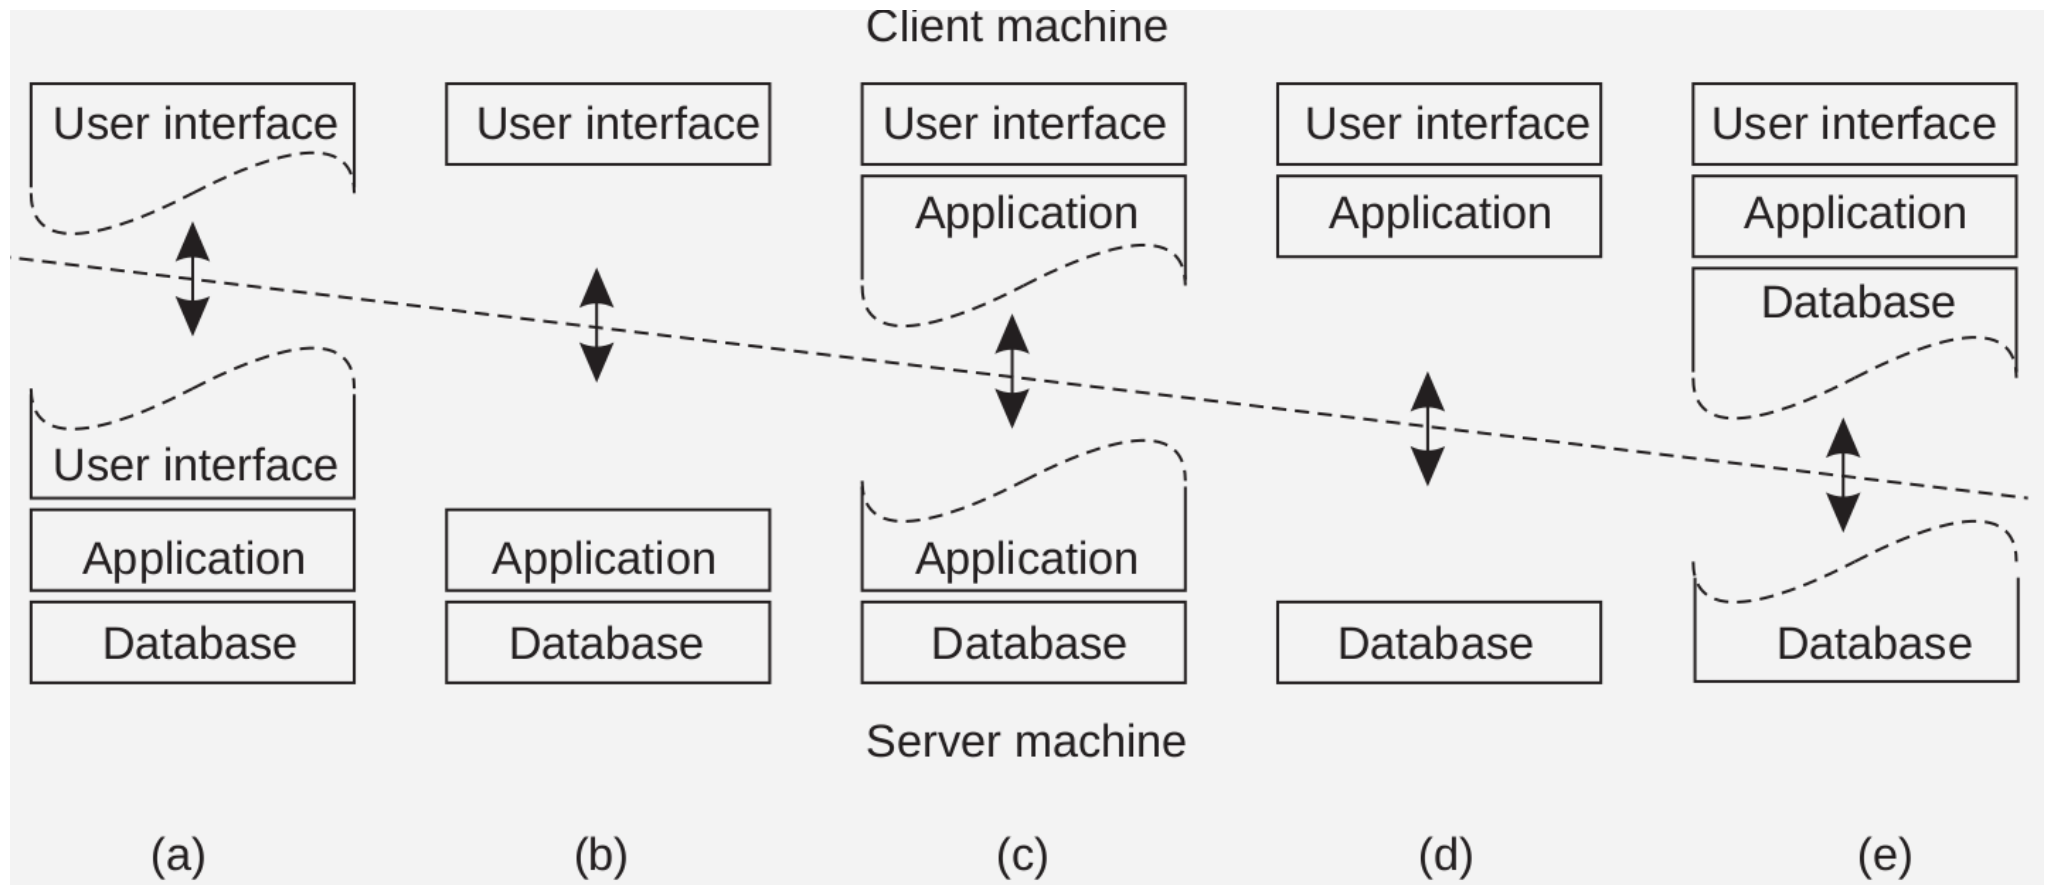 Client machine
User interface
User interface
User interface
User interface
User interface
Application
Application
Application
Database
User interface
Application
Application
Application
Database
Database
Database
Database
Database
Server machine
(a)
(b)
(c)
(d)
(e)